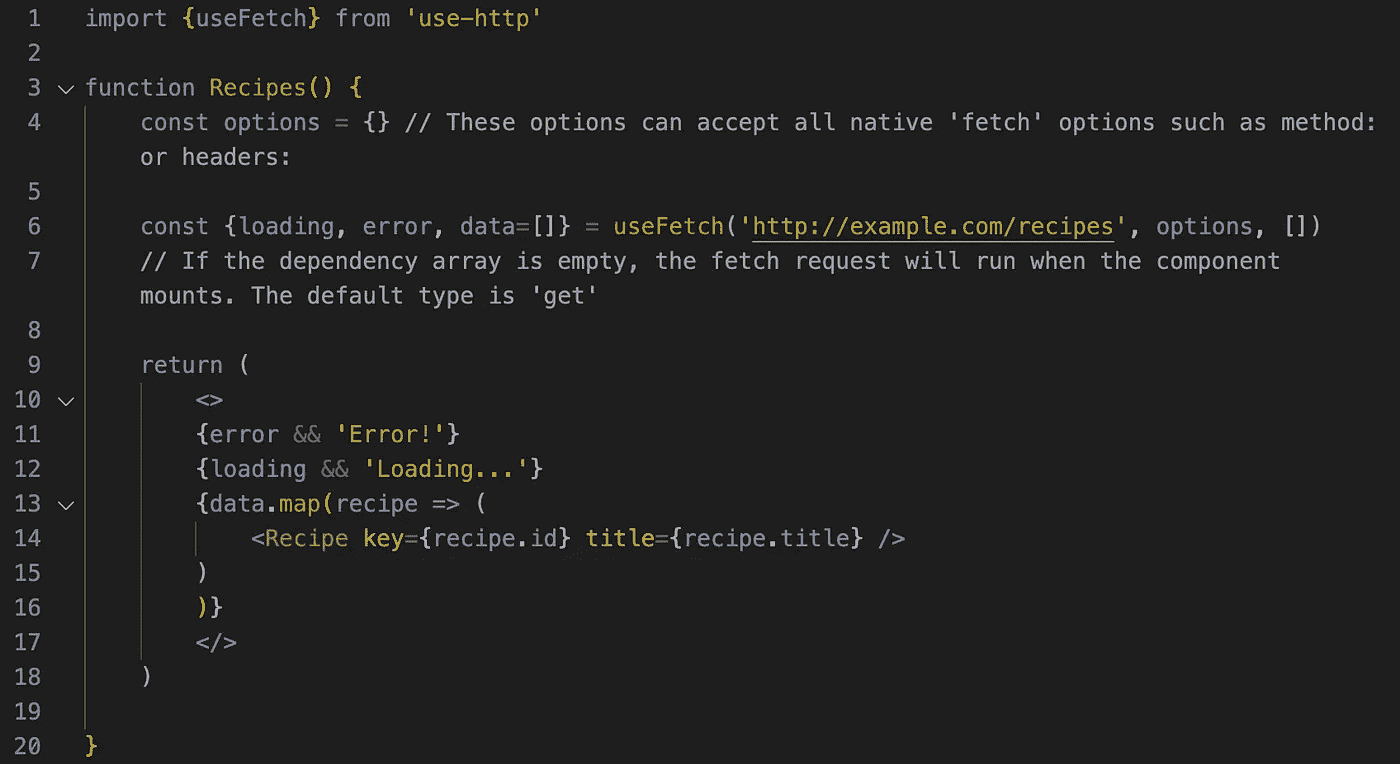 1 import {useFetch} from 'use-http'
2
3 function Recipes() {
4 const options = {} // These options can accept all native 'fetch' options such as method:
or headers:
5
6 const {loading, error, data=[]} = useFetch('http://example.com/recipes', options, [])
7 // If the dependency array is empty, the fetch request will run when the component
mounts. The default type is 'get'
8
9 return (
10 <>
11 {error && 'Error!'}
12 {loading && 'Loading...'}
13 {data.map(recipe => (
14 <Recipe key={recipe.id} title={recipe.title} />
15 )
16 )}
17 </>
18 )
19
20 }